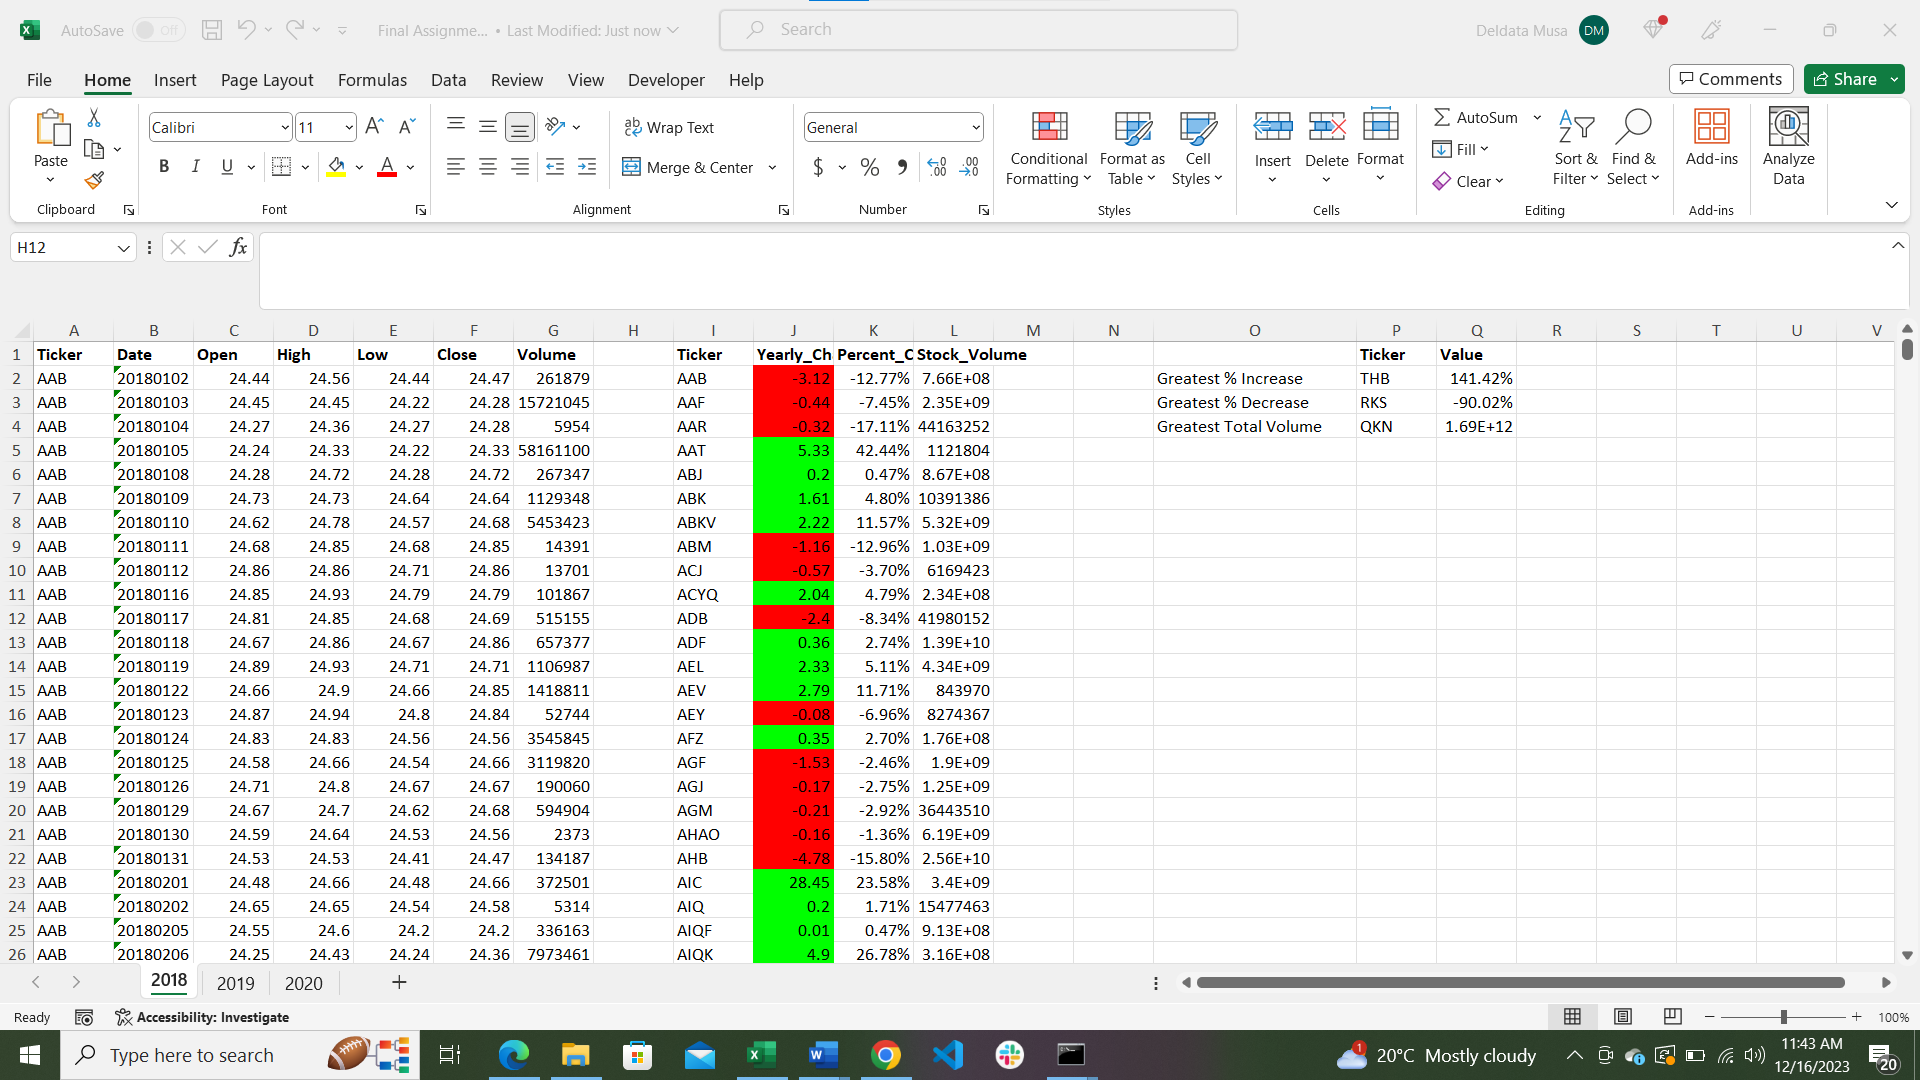 AutoSave Off Final Assignme... • Last Modified: Just now Search Deldata Musa DM
File Home Insert Page Layout Formulas Data Review View Developer Help Comments Share
Paste Calibri 11 Wrap Text General Conditional Formatting Format as Table Cell Styles Insert Delete Format AutoSum Fill Clear Sort & Filter Find & Select Add-ins Analyze Data
B I U Merge & Center $ %
Clipboard Font Alignment Number Styles Cells Editing Add-ins
H12 fx
A B C D E F G H I J K L M N O P Q R S T U V
1 Ticker Date Open High Low Close Volume Ticker Yearly_Ch Percent_C Stock_Volume Ticker Value
2 AAB 20180102 24.44 24.56 24.44 24.47 261879 AAB -3.12 -12.77% 7.66E+08 Greatest % Increase THB 141.42%
3 AAB 20180103 24.45 24.45 24.22 24.28 15721045 AAF -0.44 -7.45% 2.35E+09 Greatest % Decrease RKS -90.02%
4 AAB 20180104 24.27 24.36 24.27 24.28 5954 AAR -0.32 -17.11% 44163252 Greatest Total Volume QKN 1.69E+12
5 AAB 20180105 24.24 24.33 24.22 24.33 58161100 AAT 5.33 42.44% 1121804
6 AAB 20180108 24.28 24.72 24.28 24.72 267347 ABJ 0.2 0.47% 8.67E+08
7 AAB 20180109 24.73 24.73 24.64 24.64 1129348 ABK 1.61 4.80% 10391386
8 AAB 20180110 24.62 24.78 24.57 24.68 5453423 ABKV 2.22 11.57% 5.32E+09
9 AAB 20180111 24.68 24.85 24.68 24.85 14391 ABM -1.16 -12.96% 1.03E+09
10 AAB 20180112 24.86 24.86 24.71 24.86 13701 ACJ -0.57 -3.70% 6169423
11 AAB 20180116 24.85 24.93 24.79 24.79 101867 ACYQ 2.04 4.79% 2.34E+08
12 AAB 20180117 24.81 24.85 24.68 24.69 515155 ADB -2.4 -8.34% 41980152
13 AAB 20180118 24.67 24.86 24.67 24.86 657377 ADF 0.36 2.74% 1.39E+10
14 AAB 20180119 24.89 24.93 24.71 24.71 1106987 AEL 2.33 5.11% 4.34E+09
15 AAB 20180122 24.66 24.9 24.66 24.85 1418811 AEV 2.79 11.71% 843970
16 AAB 20180123 24.87 24.94 24.8 24.84 52744 AEY -0.08 -6.96% 8274367
17 AAB 20180124 24.83 24.83 24.56 24.56 3545845 AFZ 0.35 2.70% 1.76E+08
18 AAB 20180125 24.58 24.66 24.54 24.66 3119820 AGF -1.53 -2.46% 1.9E+09
19 AAB 20180126 24.71 24.8 24.67 24.67 190060 AGJ -0.17 -2.75% 1.25E+09
20 AAB 20180129 24.67 24.7 24.62 24.68 594904 AGM -0.21 -2.92% 36443510
21 AAB 20180130 24.59 24.64 24.53 24.56 2373 AHAO -0.16 -1.36% 6.19E+09
22 AAB 20180131 24.53 24.53 24.41 24.47 134187 AHB -4.78 -15.80% 2.56E+10
23 AAB 20180201 24.48 24.66 24.48 24.66 372501 AIC 28.45 23.58% 3.4E+09
24 AAB 20180202 24.65 24.65 24.54 24.58 5314 AIQ 0.2 1.71% 15477463
25 AAB 20180205 24.55 24.6 24.2 24.2 336163 AIQF 0.01 0.47% 9.13E+08
26 AAB 20180206 24.25 24.43 24.24 24.36 7973461 AIQK 4.9 26.78% 3.16E+08
2018 2019 2020
Ready Accessibility: Investigate 100%
Type here to search 1 20°C Mostly cloudy 11:43 AM
12/16/2023 20